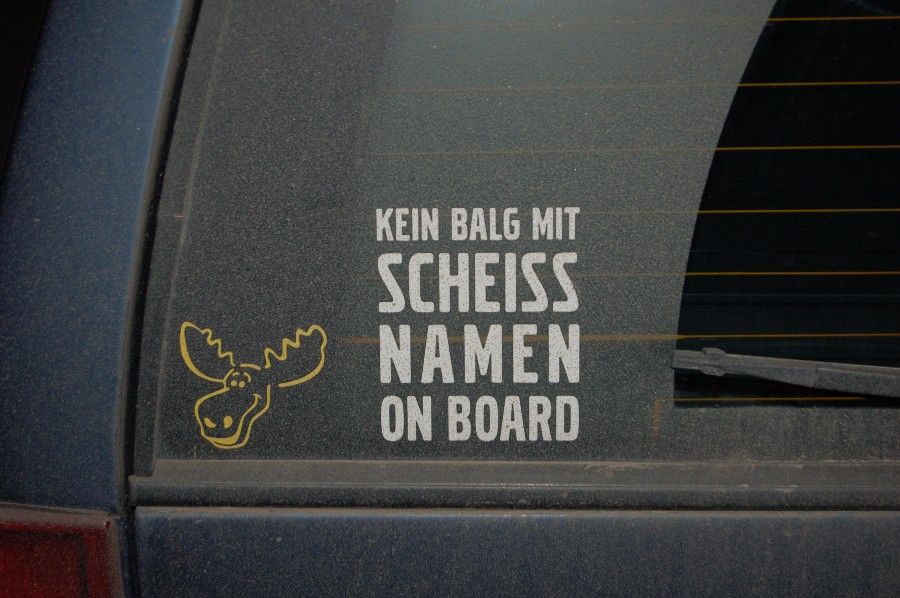 KEIN BALG MIT
SCHEISS
NAMEN
ON BOARD